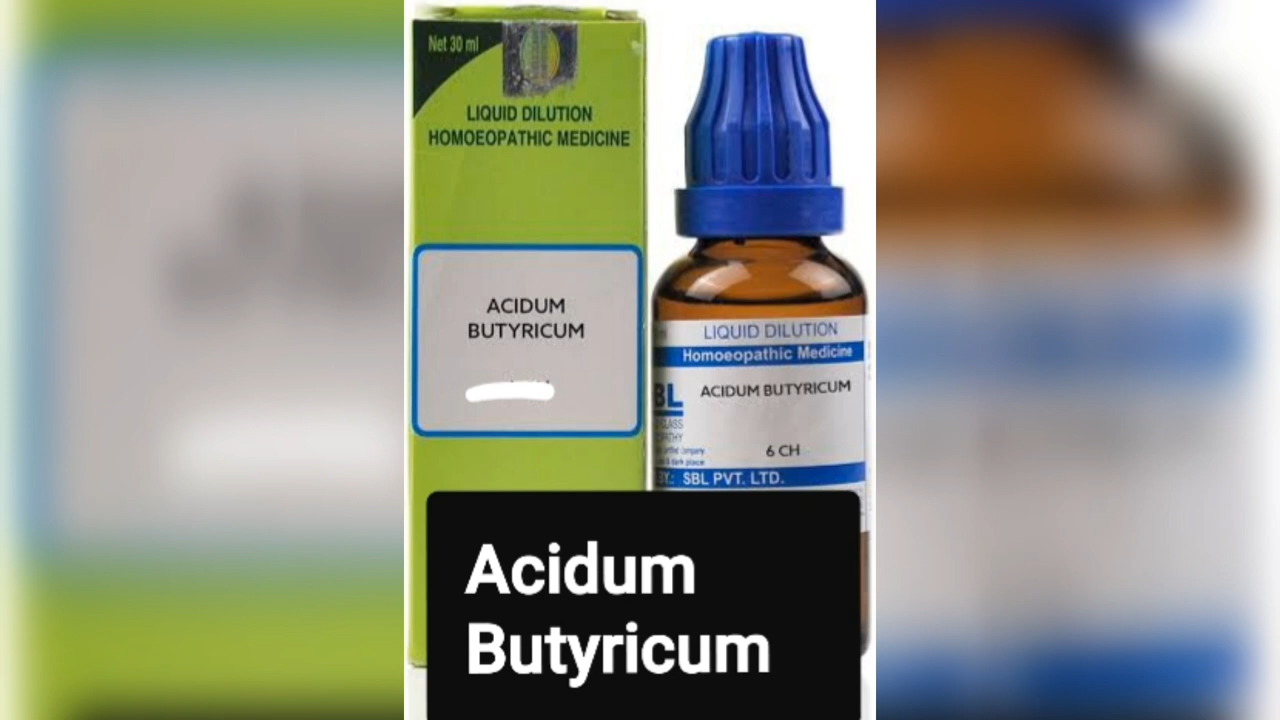 Net 30 ml
LIQUID DILUTION
HOMOEOPATHIC MEDICINE
ACIDUM
BUTYRICUM
LIQUID DILUTION
Homoeopathic Medicine
BL
ACIDUM BUTYRICUM
6 CH
SBL PVT. LTD.
Acidum
Butyricum